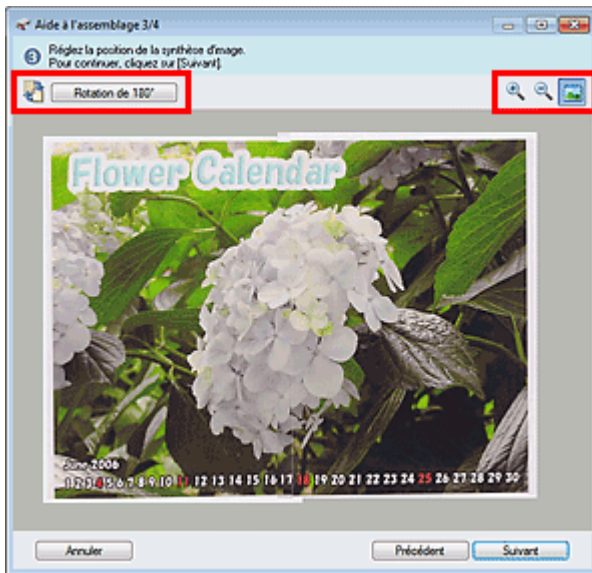 Aide à l'assemblage 3/4
3 Réglez la position de la synthèse d'image.
Pour continuer, cliquez sur [Suivant].
Rotation de 180°
Flower Calendar
June 2006
1 2 3 4 5 6 7 8 9 10 11 12 13 14 15 16 17 18 19 20 21 22 23 24 25 26 27 28 29 30
Annuler Précédent Suivant